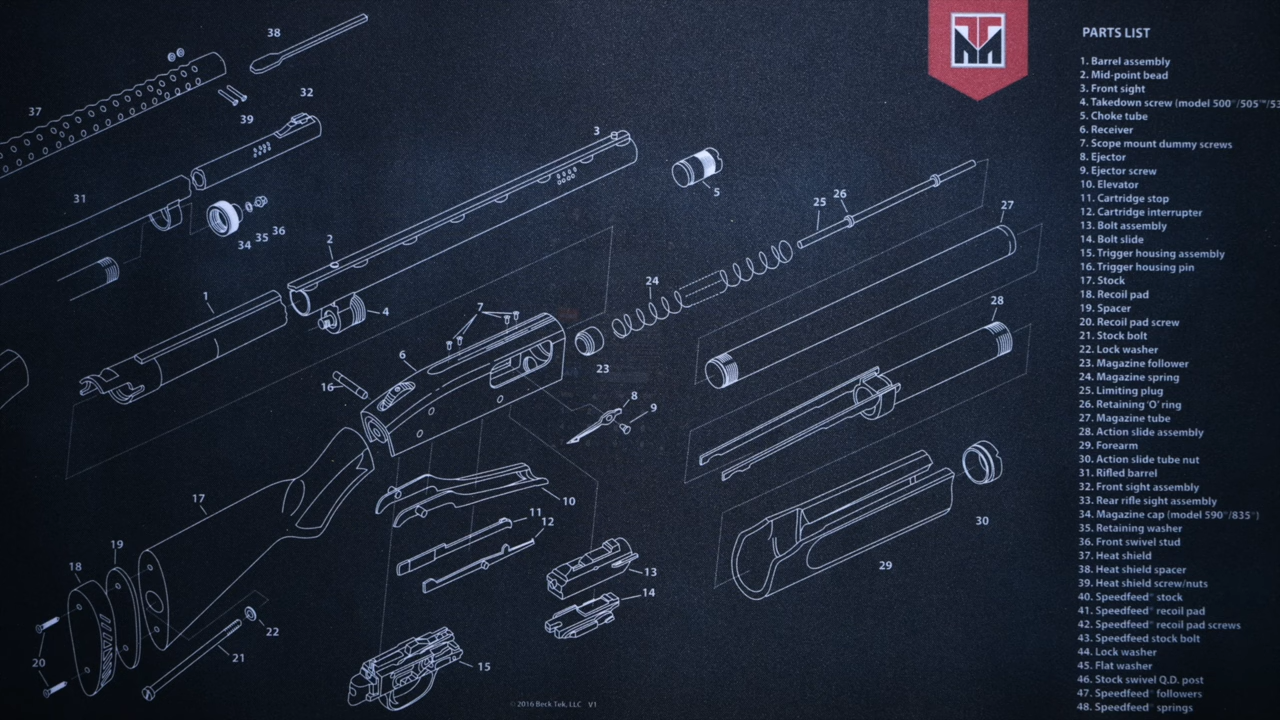 38
37
32
39
3
31
5
26
25
27
34 35 36
2
24
1
4
7
28
6
23
16
8
9
17
10
11
12
30
19
29
18
13
14
22
20
21
15
© 2016 Beck Tek, LLC V1
PARTS LIST
1. Barrel assembly
2. Mid-point bead
3. Front sight
4. Takedown screw (model 500®/505™/53
5. Choke tube
6. Receiver
7. Scope mount dummy screws
8. Ejector
9. Ejector screw
10. Elevator
11. Cartridge stop
12. Cartridge interrupter
13. Bolt assembly
14. Bolt slide
15. Trigger housing assembly
16. Trigger housing pin
17. Stock
18. Recoil pad
19. Spacer
20. Recoil pad screw
21. Stock bolt
22. Lock washer
23. Magazine follower
24. Magazine spring
25. Limiting plug
26. Retaining 'O' ring
27. Magazine tube
28. Action slide assembly
29. Forearm
30. Action slide tube nut
31. Rifled barrel
32. Front sight assembly
33. Rear rifle sight assembly
34. Magazine cap (model 590®/835®)
35. Retaining washer
36. Front swivel stud
37. Heat shield
38. Heat shield spacer
39. Heat shield screw/nuts
40. Speedfeed® stock
41. Speedfeed® recoil pad
42. Speedfeed® recoil pad screws
43. Speedfeed stock bolt
44. Lock washer
45. Flat washer
46. Stock swivel Q.D. post
47. Speedfeed® followers
48. Speedfeed® springs